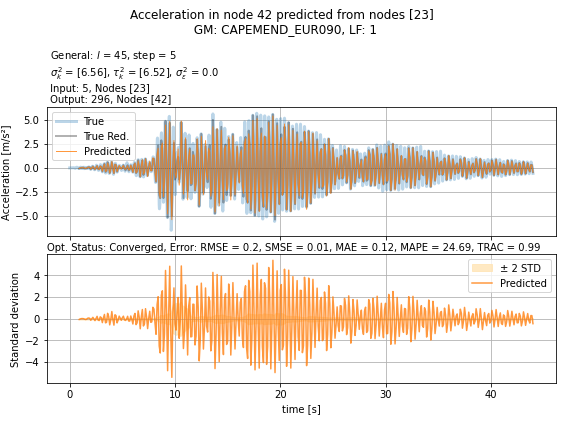 Acceleration in node 42 predicted from nodes [23]
GM: CAPEMEND_EUR090, LF: 1
General: l = 45, step = 5
σ²ₖ = [6.56], τ²ₖ = [6.52], σ²ᵣ = 0.0
Input: 5, Nodes [23]
Output: 296, Nodes [42]
Acceleration [m/s²]
5.0
2.5
0.0
−2.5
−5.0
True
True Red.
Predicted
Opt. Status: Converged, Error: RMSE = 0.2, SMSE = 0.01, MAE = 0.12, MAPE = 24.69, TRAC = 0.99
Standard deviation
4
2
0
−2
−4
± 2 STD
Predicted
0 10 20 30 40
time [s]